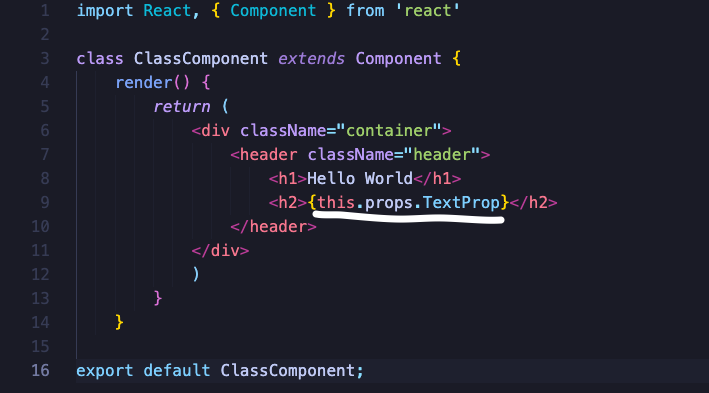 1 import React, { Component } from 'react'
2
3 class ClassComponent extends Component {
4 render() {
5 return (
6 <div className="container">
7 <header className="header">
8 <h1>Hello World</h1>
9 <h2>{this.props.TextProp}</h2>
10 </header>
11 </div>
12 )
13 }
14 }
15
16 export default ClassComponent;